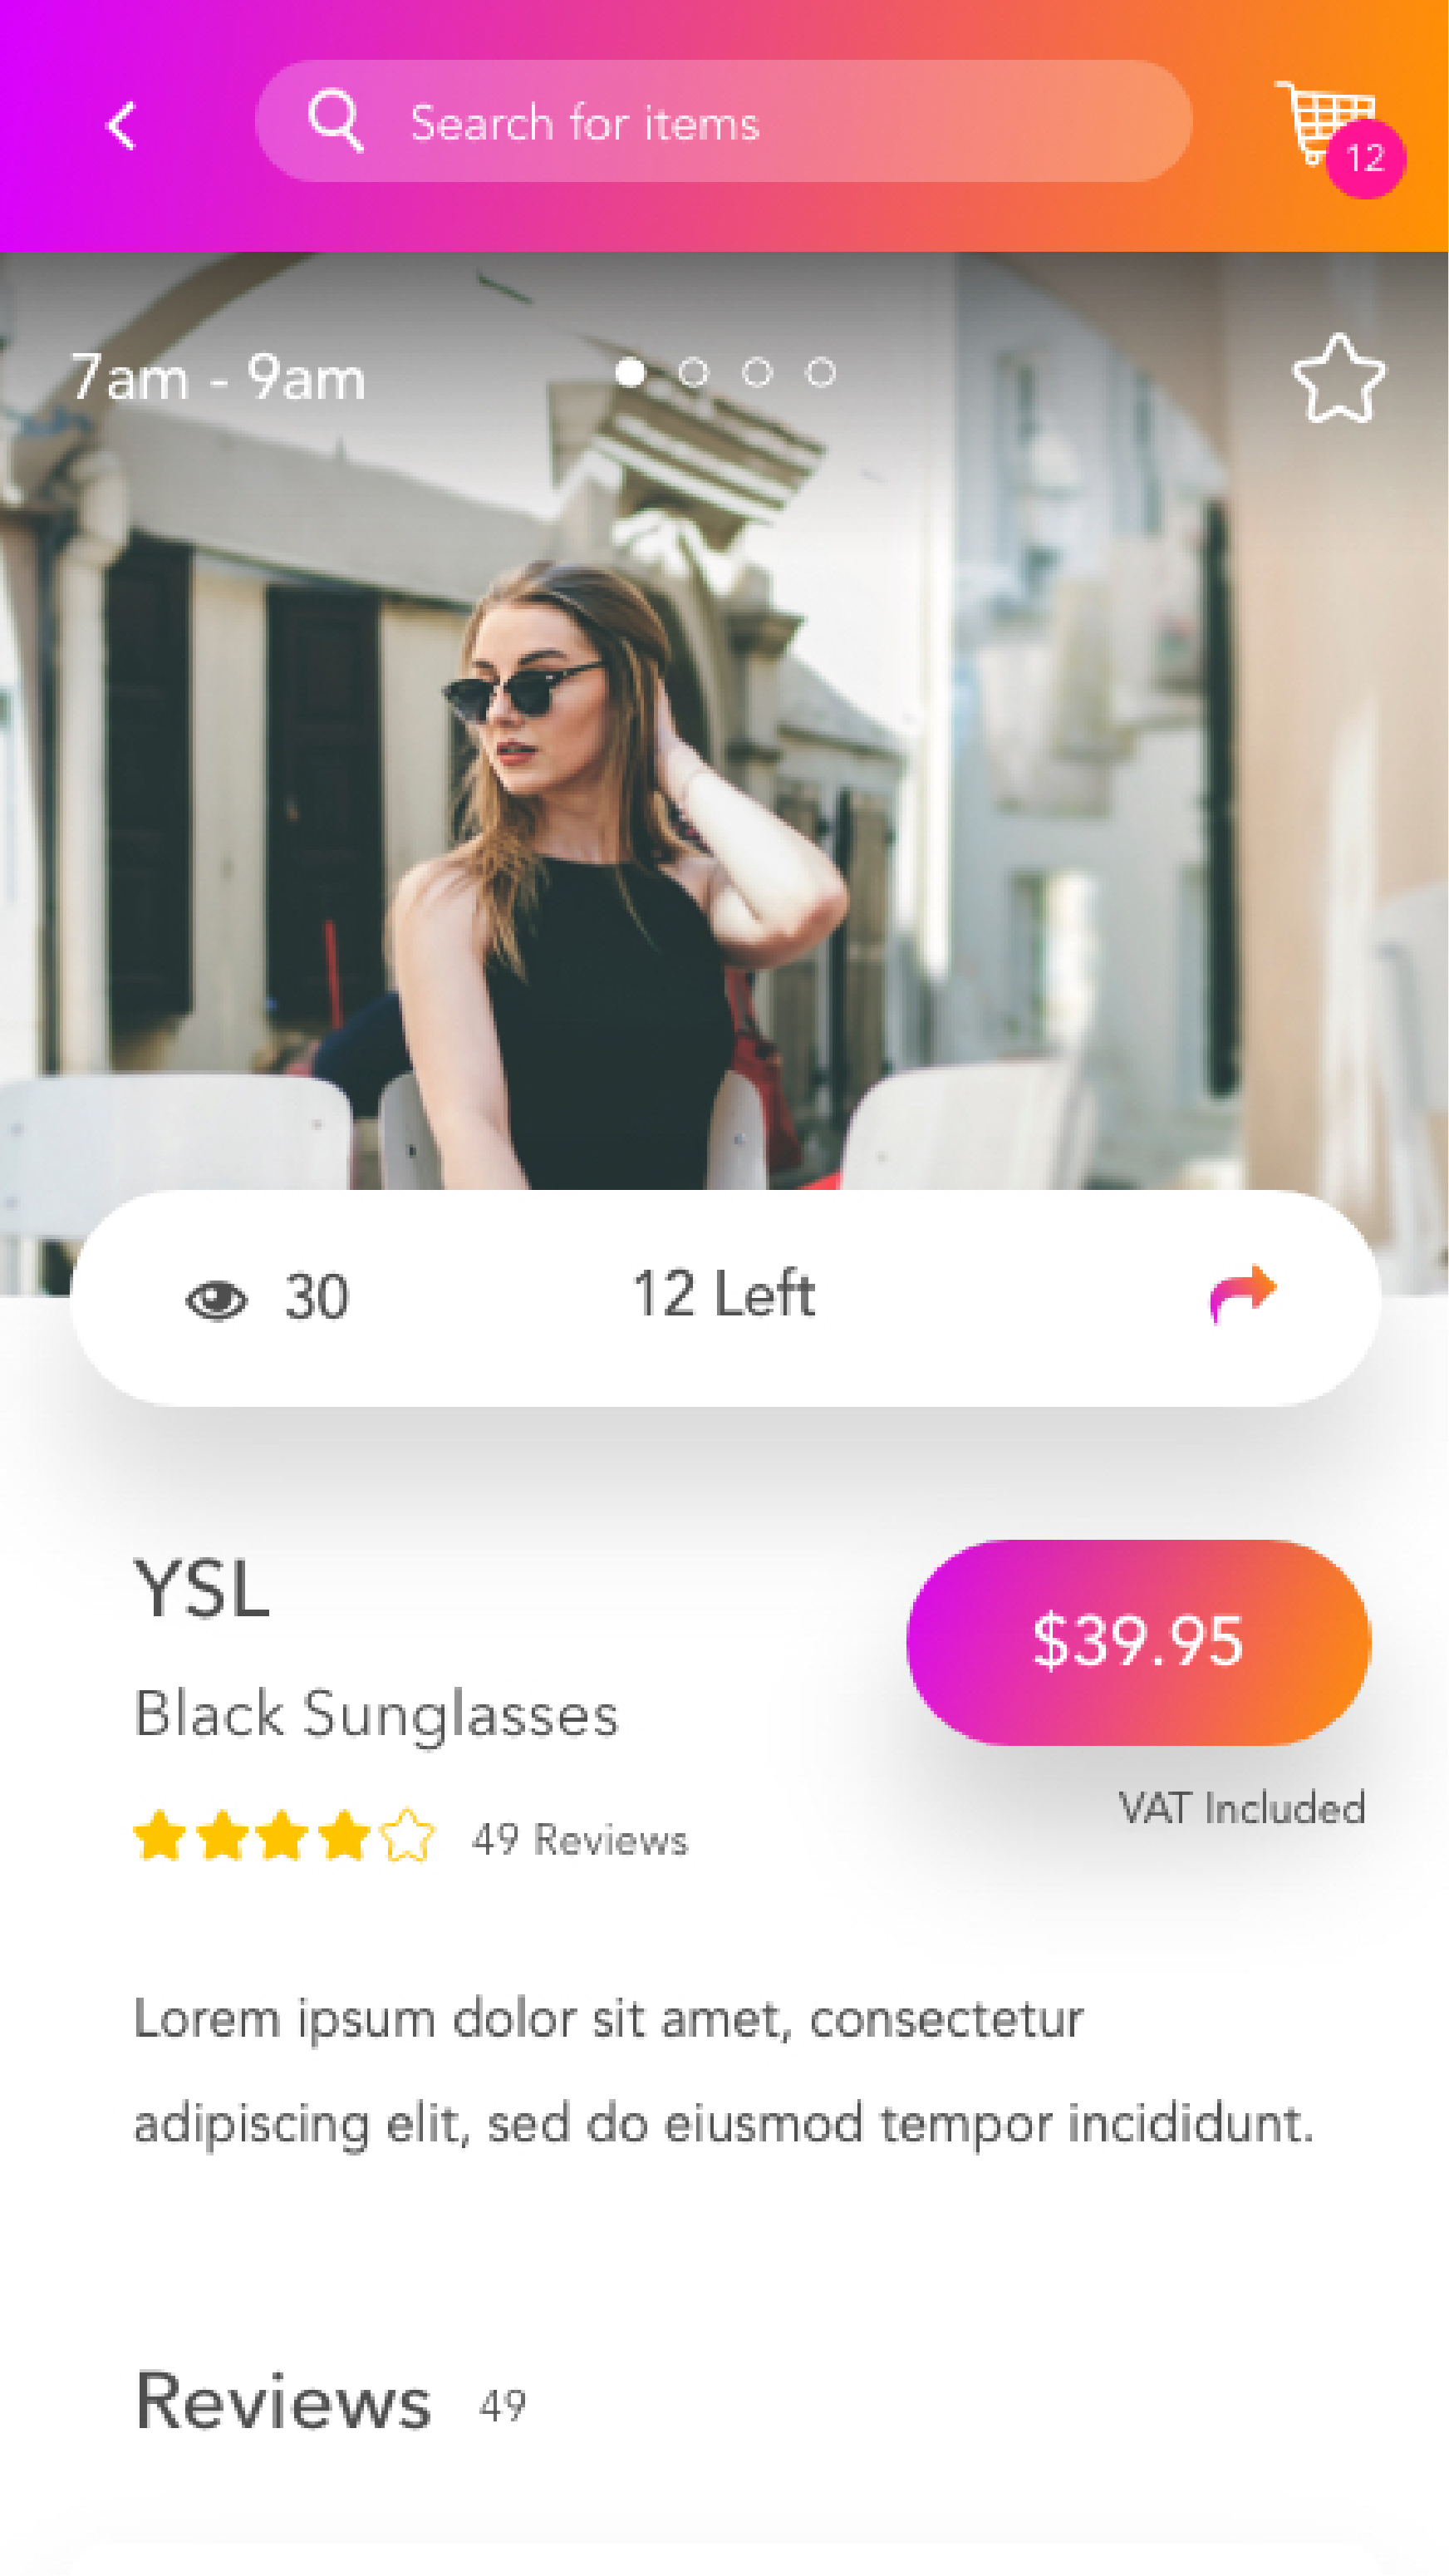 Search for items
12
7am - 9am
30
12 Left
YSL
$39.95
Black Sunglasses
VAT Included
49 Reviews
Lorem ipsum dolor sit amet, consectetur
adipiscing elit, sed do eiusmod tempor incididunt.
Reviews 49